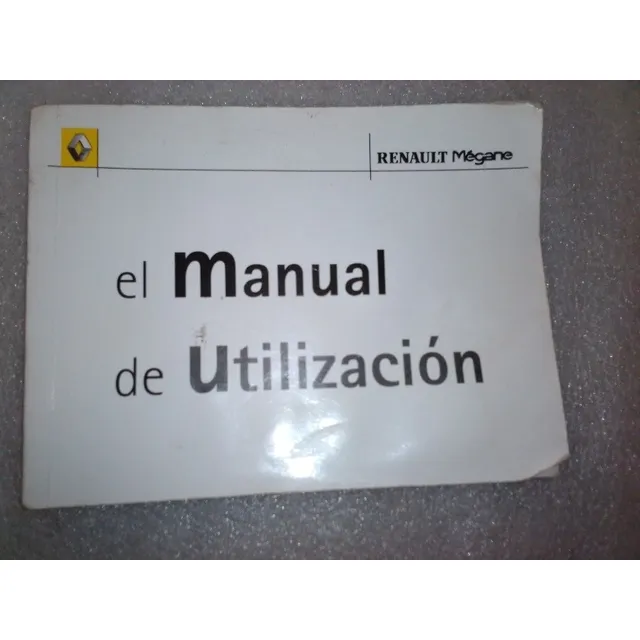 RENAULT Mégane
el manual
de utilización